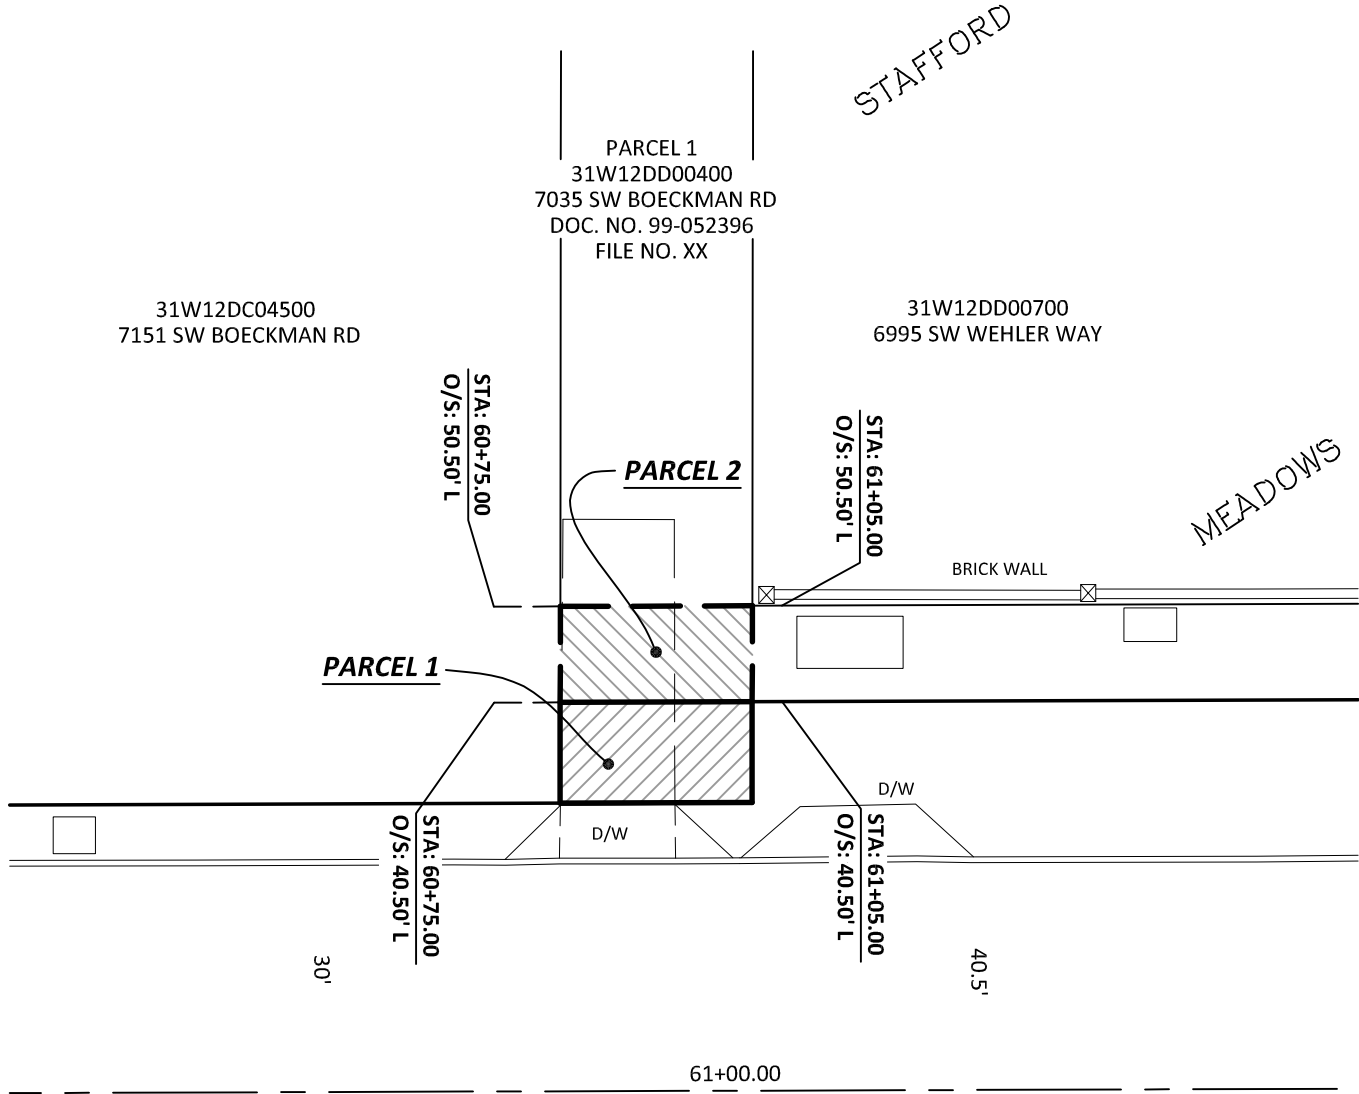 STAFFORD
PARCEL 1
31W12DD00400
7035 SW BOECKMAN RD
DOC. NO. 99-052396
FILE NO. XX
31W12DC04500
7151 SW BOECKMAN RD
31W12DD00700
6995 SW WEHLER WAY
STA: 60+75.00
O/S: 50.50' L
STA: 61+05.00
O/S: 50.50' L
PARCEL 2
MEADOWS
BRICK WALL
PARCEL 1
D/W
D/W
STA: 60+75.00
O/S: 40.50' L
STA: 61+05.00
O/S: 40.50' L
30'
40.5'
61+00.00